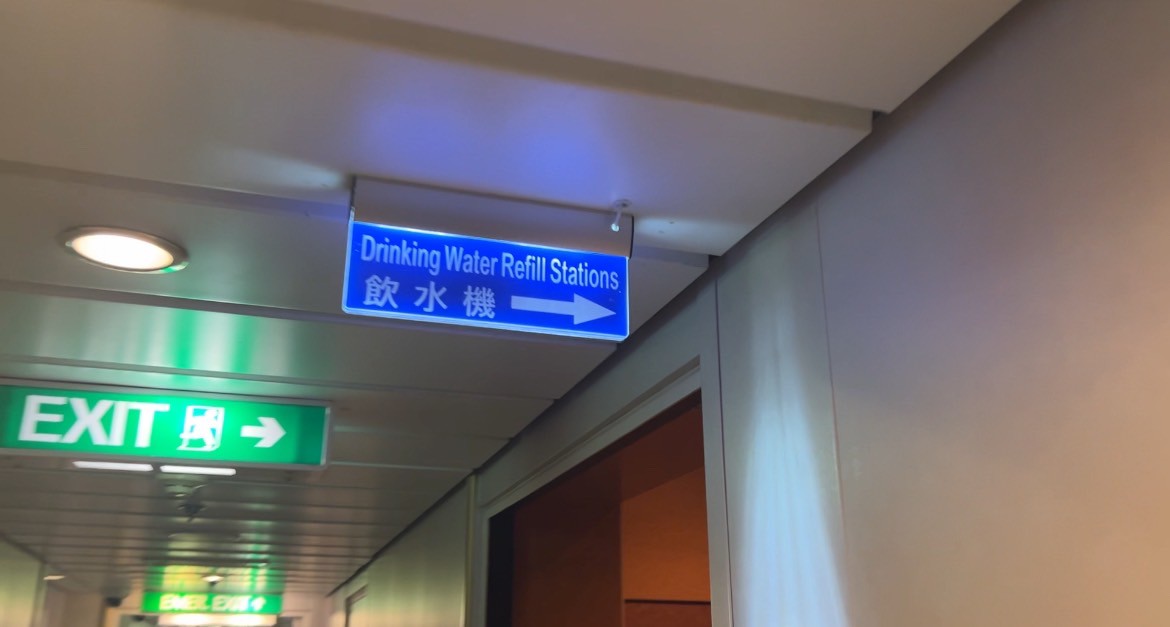 Drinking Water Refill Stations
飲水機
EXIT